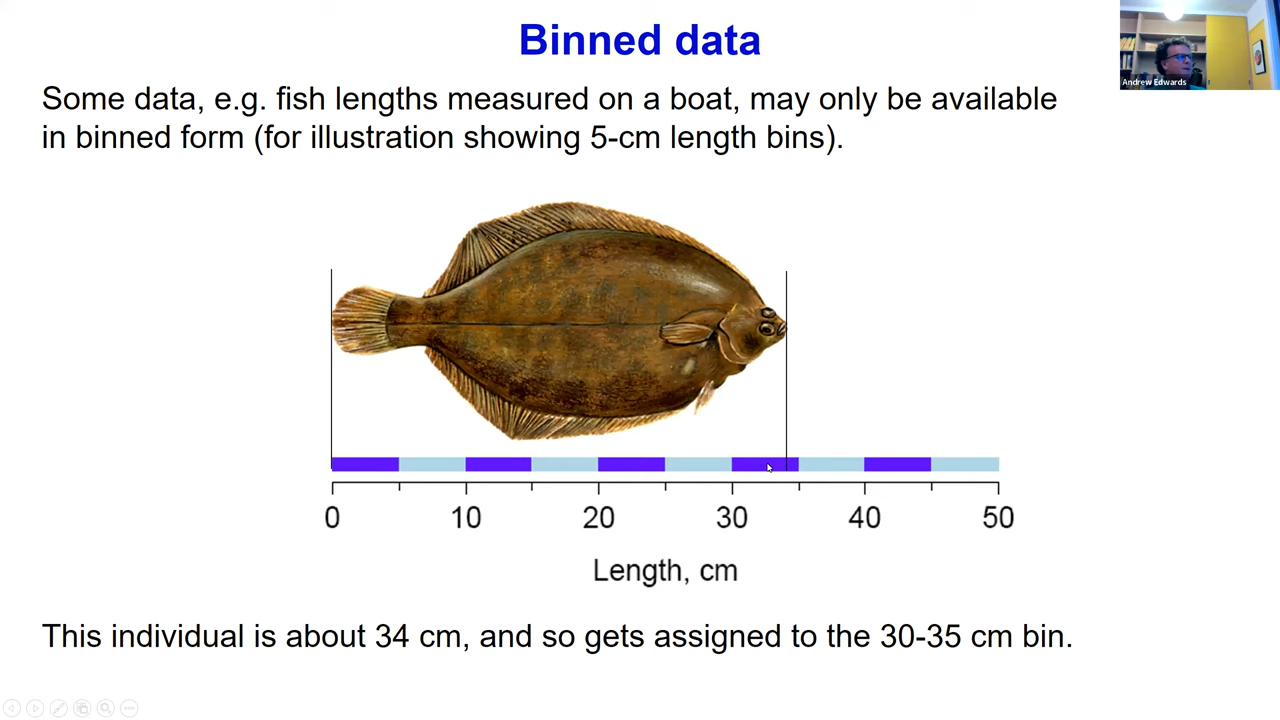 Binned data
Andrew Edwards
Some data, e.g. fish lengths measured on a boat, may only be available
in binned form (for illustration showing 5-cm length bins).
0 10 20 30 40 50
Length, cm
This individual is about 34 cm, and so gets assigned to the 30-35 cm bin.